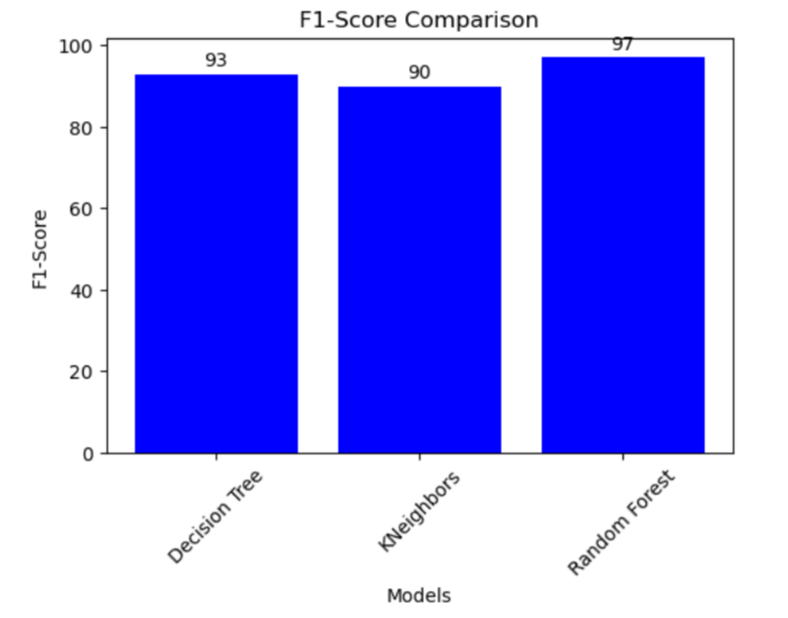 F1-Score Comparison
100
80
60
40
20
0
F1-Score
93
90
97
Decision Tree
KNeighbors
Random Forest
Models